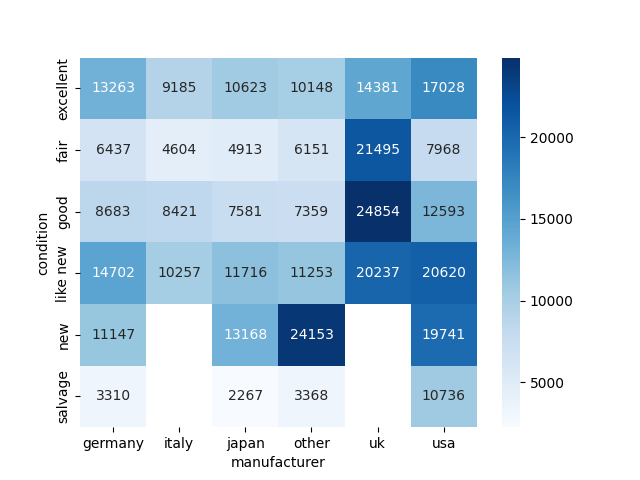 excellent 13263 9185 10623 10148 14381 17028
fair 6437 4604 4913 6151 21495 7968
good 8683 8421 7581 7359 24854 12593
like new 14702 10257 11716 11253 20237 20620
new 11147 13168 24153 19741
salvage 3310 2267 3368 10736
condition
germany italy japan other uk usa
manufacturer
20000
15000
10000
5000